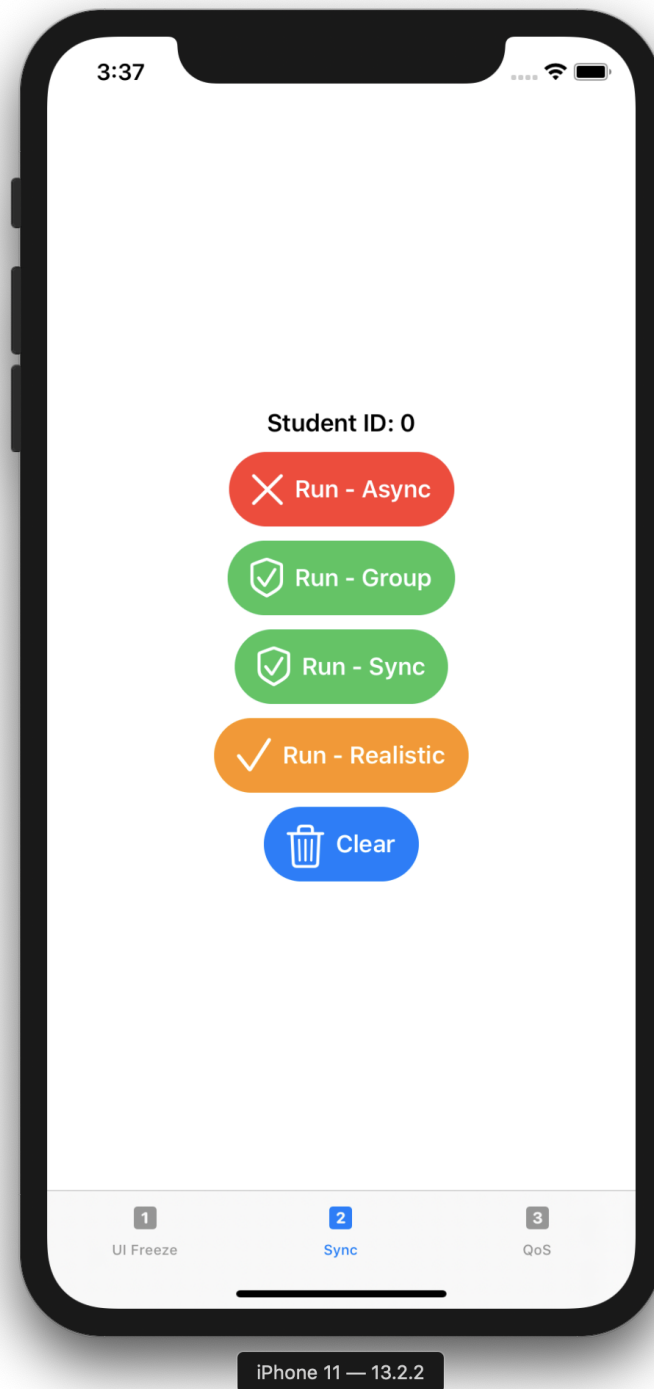 3:37
Student ID: 0
Run - Async
Run - Group
Run - Sync
Run - Realistic
Clear
1 2 3
UI Freeze Sync QoS
iPhone 11 — 13.2.2